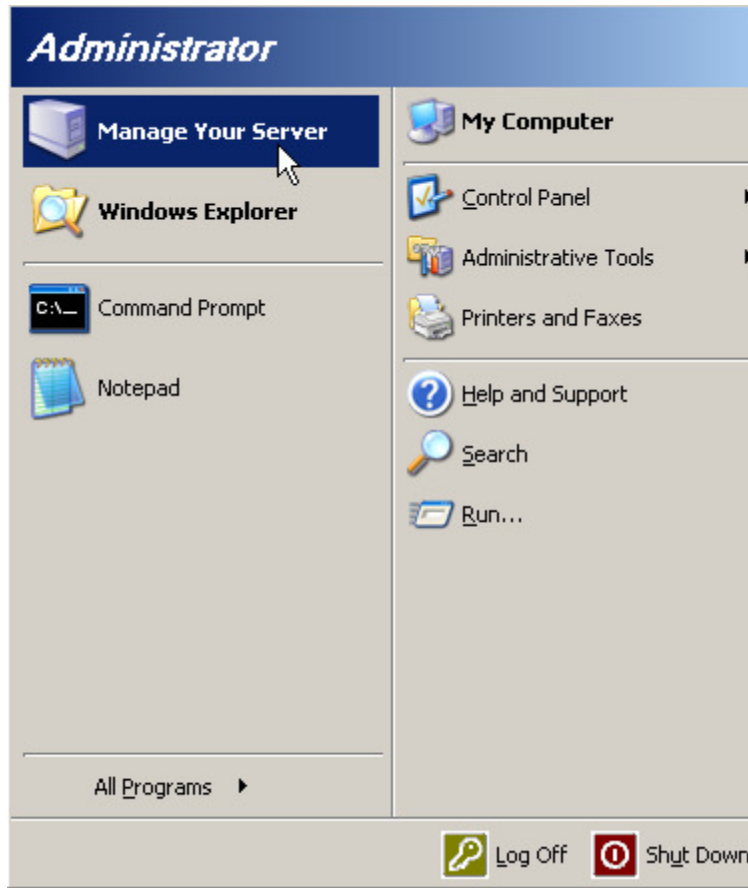 Administrator
Manage Your Server
Windows Explorer
C:\_
Command Prompt
Notepad
All Programs
My Computer
Control Panel
Administrative Tools
Printers and Faxes
Help and Support
Search
Run...
Log Off
Shut Down